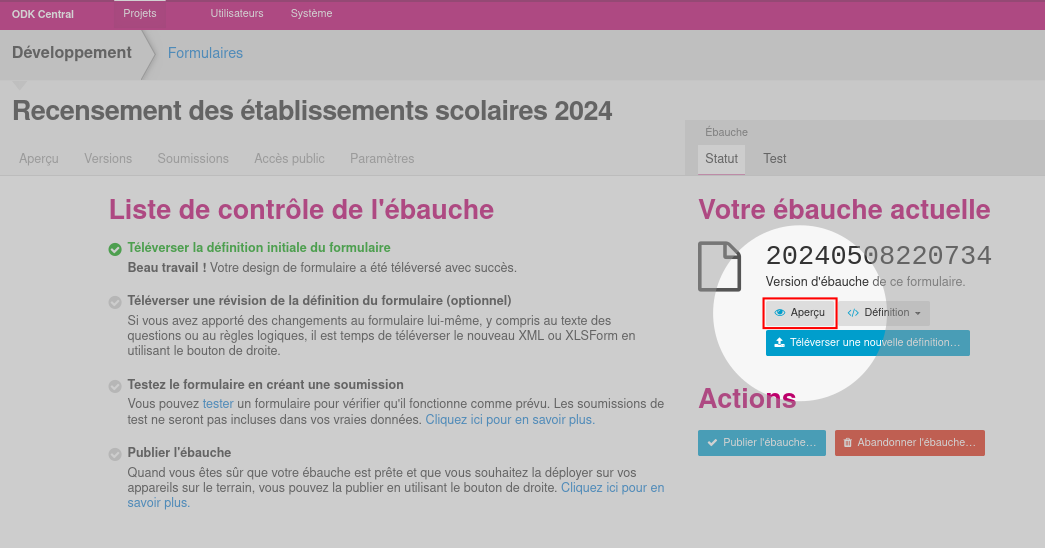 ODK Central Projets Utilisateurs Système
Développement Formulaires
Recensement des établissements scolaires 2024
Ébauche
Aperçu Versions Soumissions Accès public Paramètres Statut Test
Liste de contrôle de l'ébauche
Téléverser la définition initiale du formulaire
Beau travail ! Votre design de formulaire a été téléversé avec succès.
Téléverser une révision de la définition du formulaire (optionnel)
Si vous avez apporté des changements au formulaire lui-même, y compris au texte des
questions ou au règles logiques, il est temps de téléverser le nouveau XML ou XLSForm en
utilisant le bouton de droite.
Testez le formulaire en créant une soumission
Vous pouvez tester un formulaire pour vérifier qu'il fonctionne comme prévu. Les soumissions de
test ne seront pas incluses dans vos vraies données. Cliquez ici pour en savoir plus.
Publier l'ébauche
Quand vous êtes sûr que votre ébauche est prête et que vous souhaitez la déployer sur vos
appareils sur le terrain, vous pouvez la publier en utilisant le bouton de droite. Cliquez ici pour en
savoir plus.
Votre ébauche actuelle
20240508220734
Version d'ébauche de ce formulaire.
Aperçu </> Définition
Téléverser une nouvelle définition...
Actions
Publier l'ébauche... Abandonner l'ébauche...